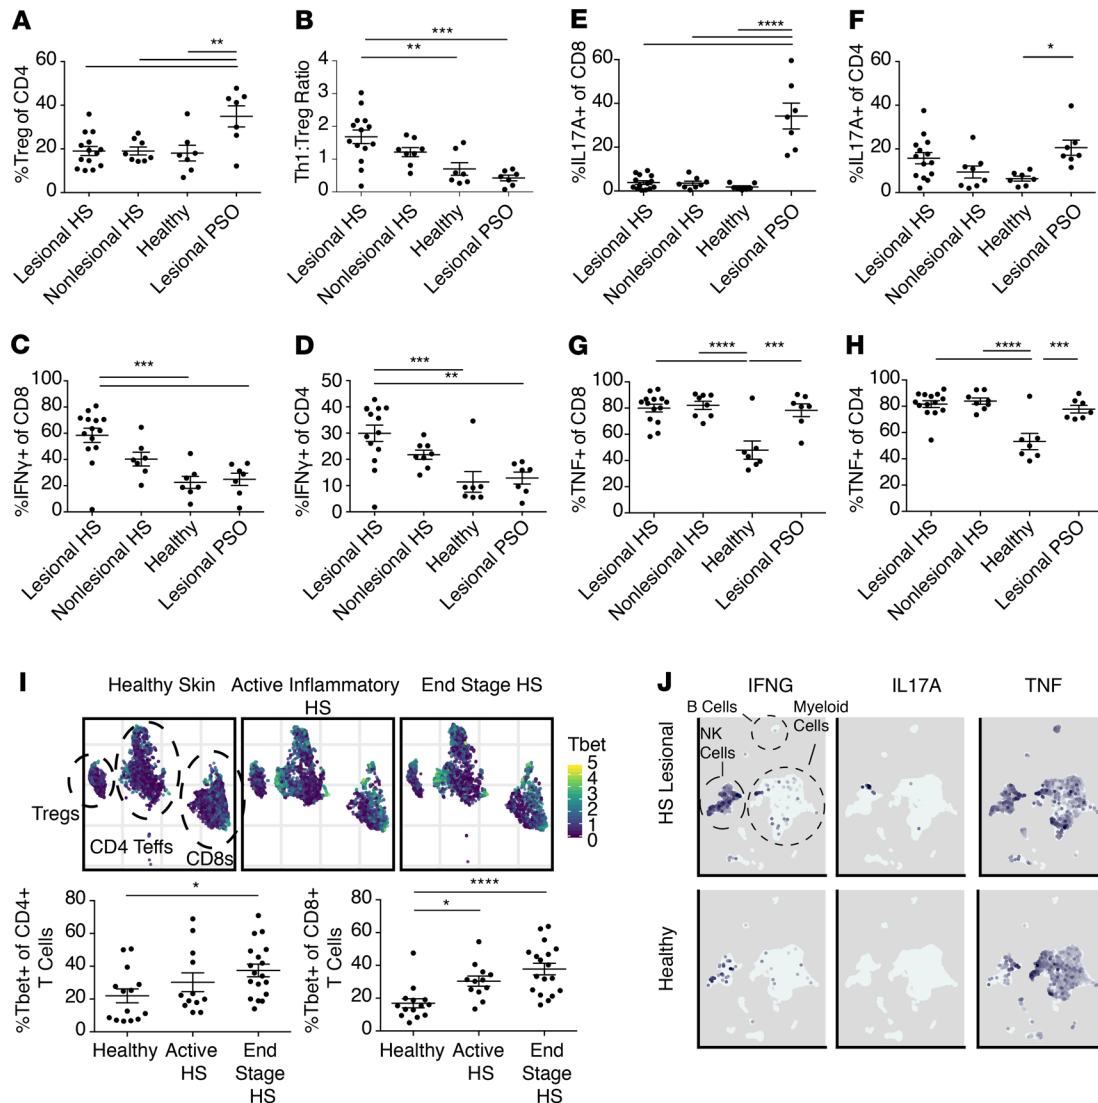 A
%Treg of CD4
60
40
20
0
**
Lesional HS
Nonlesional HS
Healthy
Lesional PSO
B
Th1:Treg Ratio
4
3
2
1
0
***
**
Lesional HS
Nonlesional HS
Healthy
Lesional PSO
E
%IL17A+ of CD8
60
40
20
0
****
Lesional HS
Nonlesional HS
Healthy
Lesional PSO
F
%IL17A+ of CD4
60
40
20
0
*
Lesional HS
Nonlesional HS
Healthy
Lesional PSO
C
%IFNγ+ of CD8
100
80
60
40
20
0
***
Lesional HS
Nonlesional HS
Healthy
Lesional PSO
D
%IFNγ+ of CD4
50
40
30
20
10
0
***
**
Lesional HS
Nonlesional HS
Healthy
Lesional PSO
G
%TNF+ of CD8
100
80
60
40
20
0
****
***
Lesional HS
Nonlesional HS
Healthy
Lesional PSO
H
%TNF+ of CD4
100
80
60
40
20
0
****
***
Lesional HS
Nonlesional HS
Healthy
Lesional PSO
I
Healthy Skin
Active Inflammatory
HS
End Stage HS
Tregs
CD4 Teffs
CD8s
Tbet
5
4
3
2
1
0
%Tbet+ of CD4+
T Cells
80
60
40
20
0
*
Healthy
Active
HS
End
Stage
HS
%Tbet+ of CD8+
T Cells
80
60
40
20
0
****
*
Healthy
Active
HS
End
Stage
HS
J
IFNG
IL17A
TNF
B Cells
Myeloid
Cells
NK
Cells
HS Lesional
Healthy